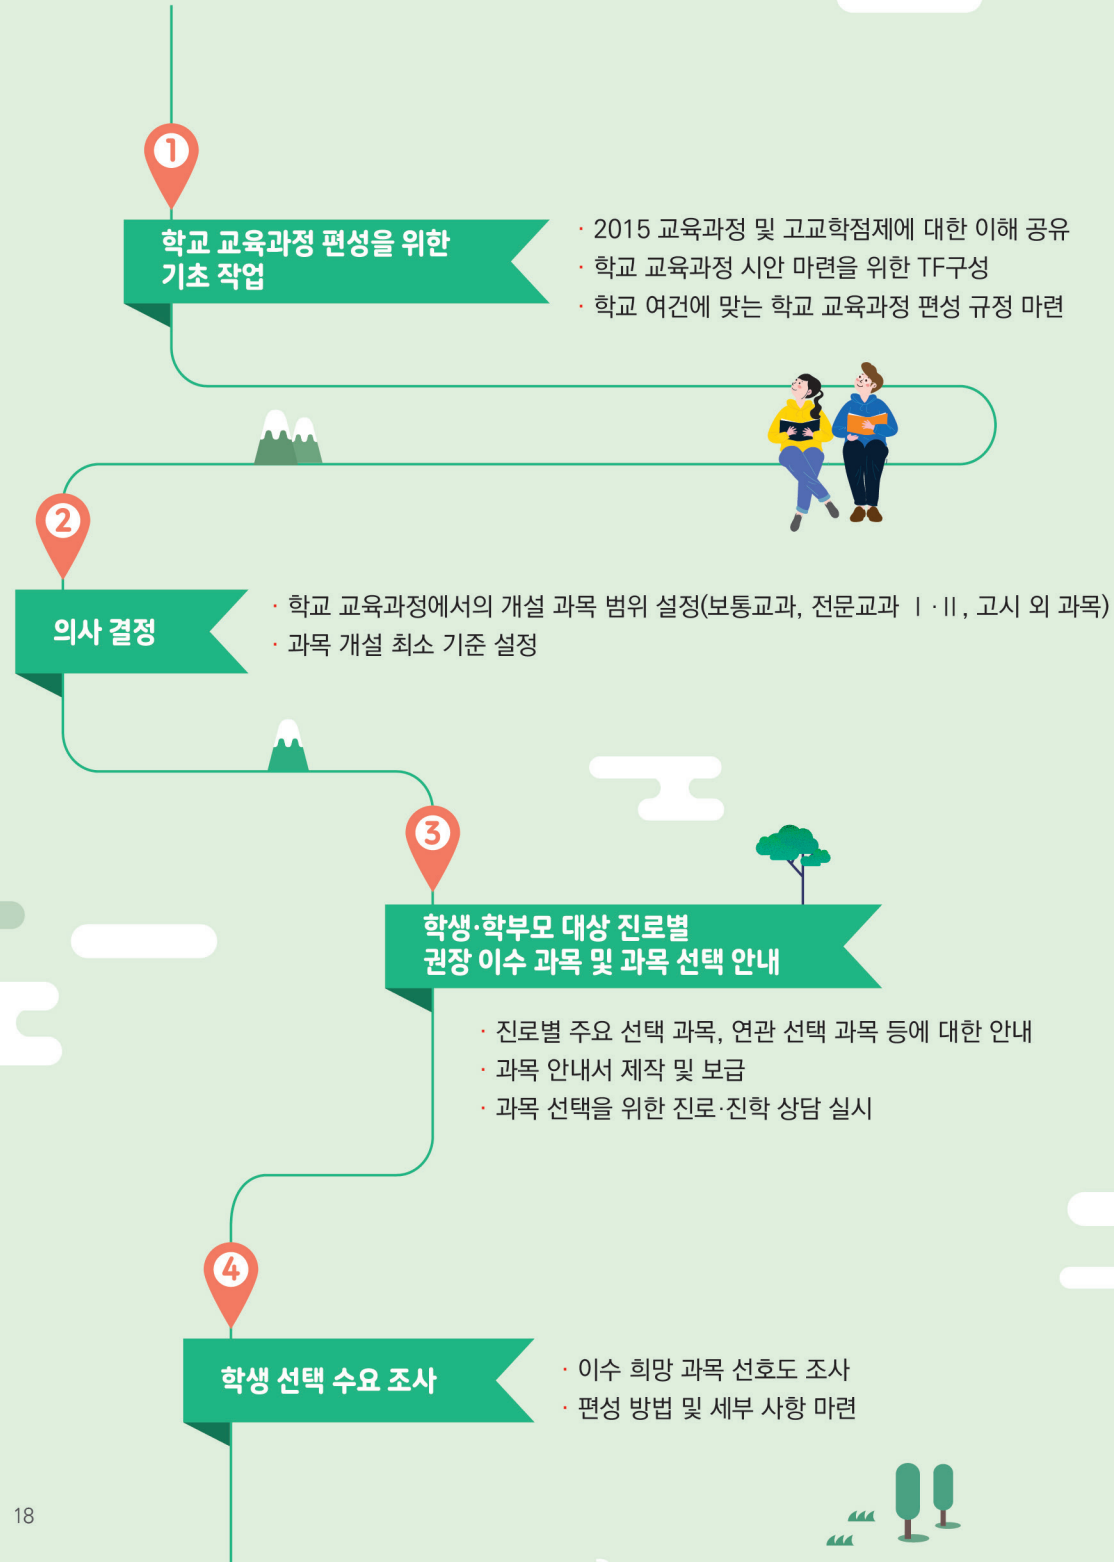 1
학교 교육과정 편성을 위한
기초 작업
· 2015 교육과정 및 고교학점제에 대한 이해 공유
· 학교 교육과정 시안 마련을 위한 TF구성
· 학교 여건에 맞는 학교 교육과정 편성 규정 마련
2
의사 결정
· 학교 교육과정에서의 개설 과목 범위 설정(보통교과, 전문교과 Ⅰ·Ⅱ, 고시 외 과목)
· 과목 개설 최소 기준 설정
3
학생·학부모 대상 진로별
권장 이수 과목 및 과목 선택 안내
· 진로별 주요 선택 과목, 연관 선택 과목 등에 대한 안내
· 과목 안내서 제작 및 보급
· 과목 선택을 위한 진로·진학 상담 실시
4
학생 선택 수요 조사
· 이수 희망 과목 선호도 조사
· 편성 방법 및 세부 사항 마련
18